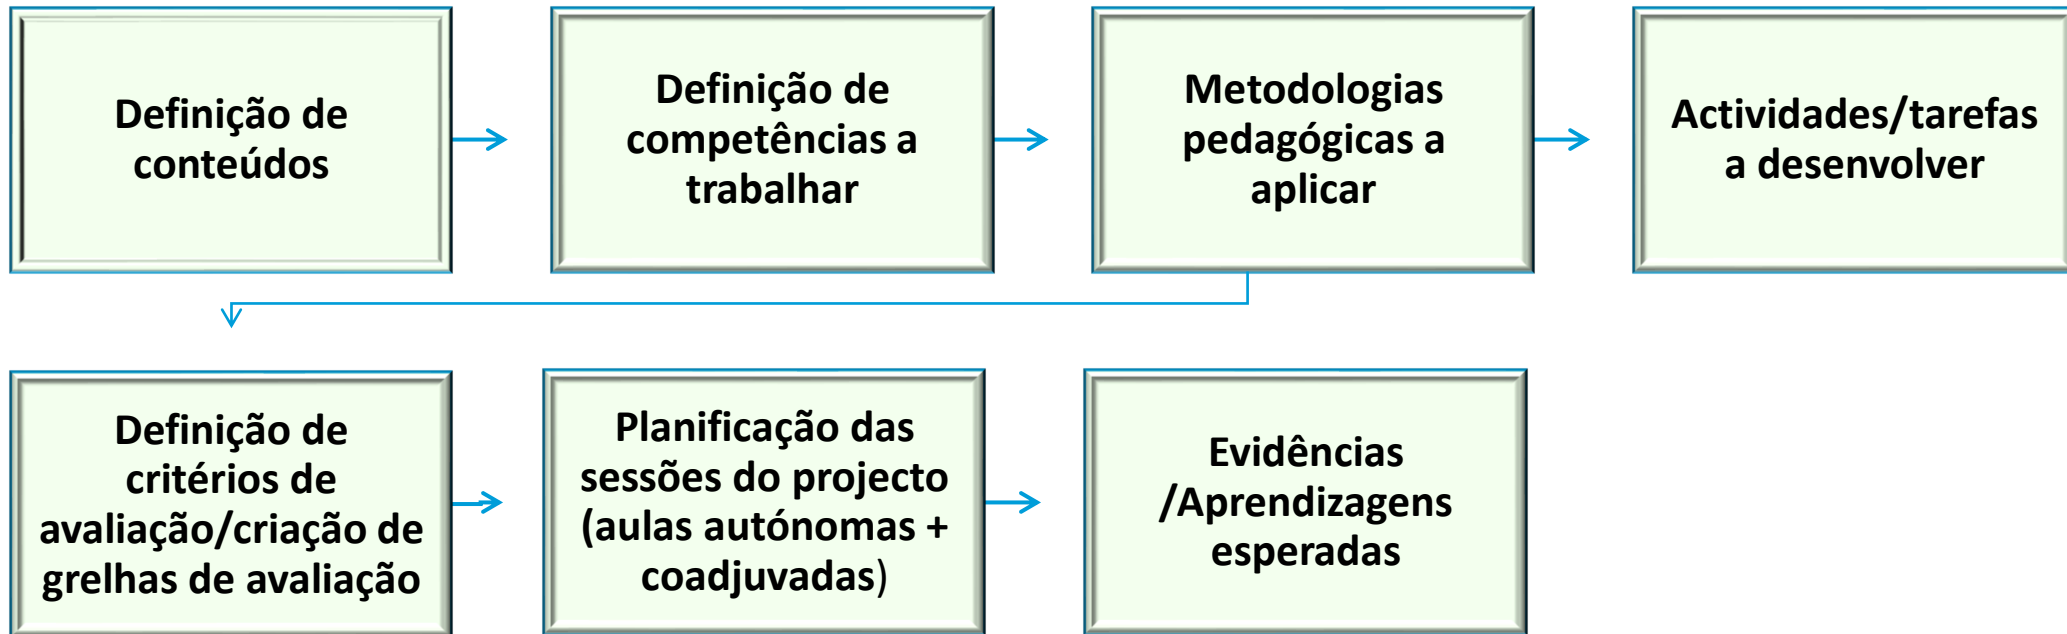 Definição de
conteúdos
Definição de
competências a
trabalhar
Metodologias
pedagógicas a
aplicar
Actividades/tarefas
a desenvolver
Definição de
critérios de
avaliação/criação de
grelhas de avaliação
Planificação das
sessões do projecto
(aulas autónomas +
coadjuvadas)
Evidências
/Aprendizagens
esperadas